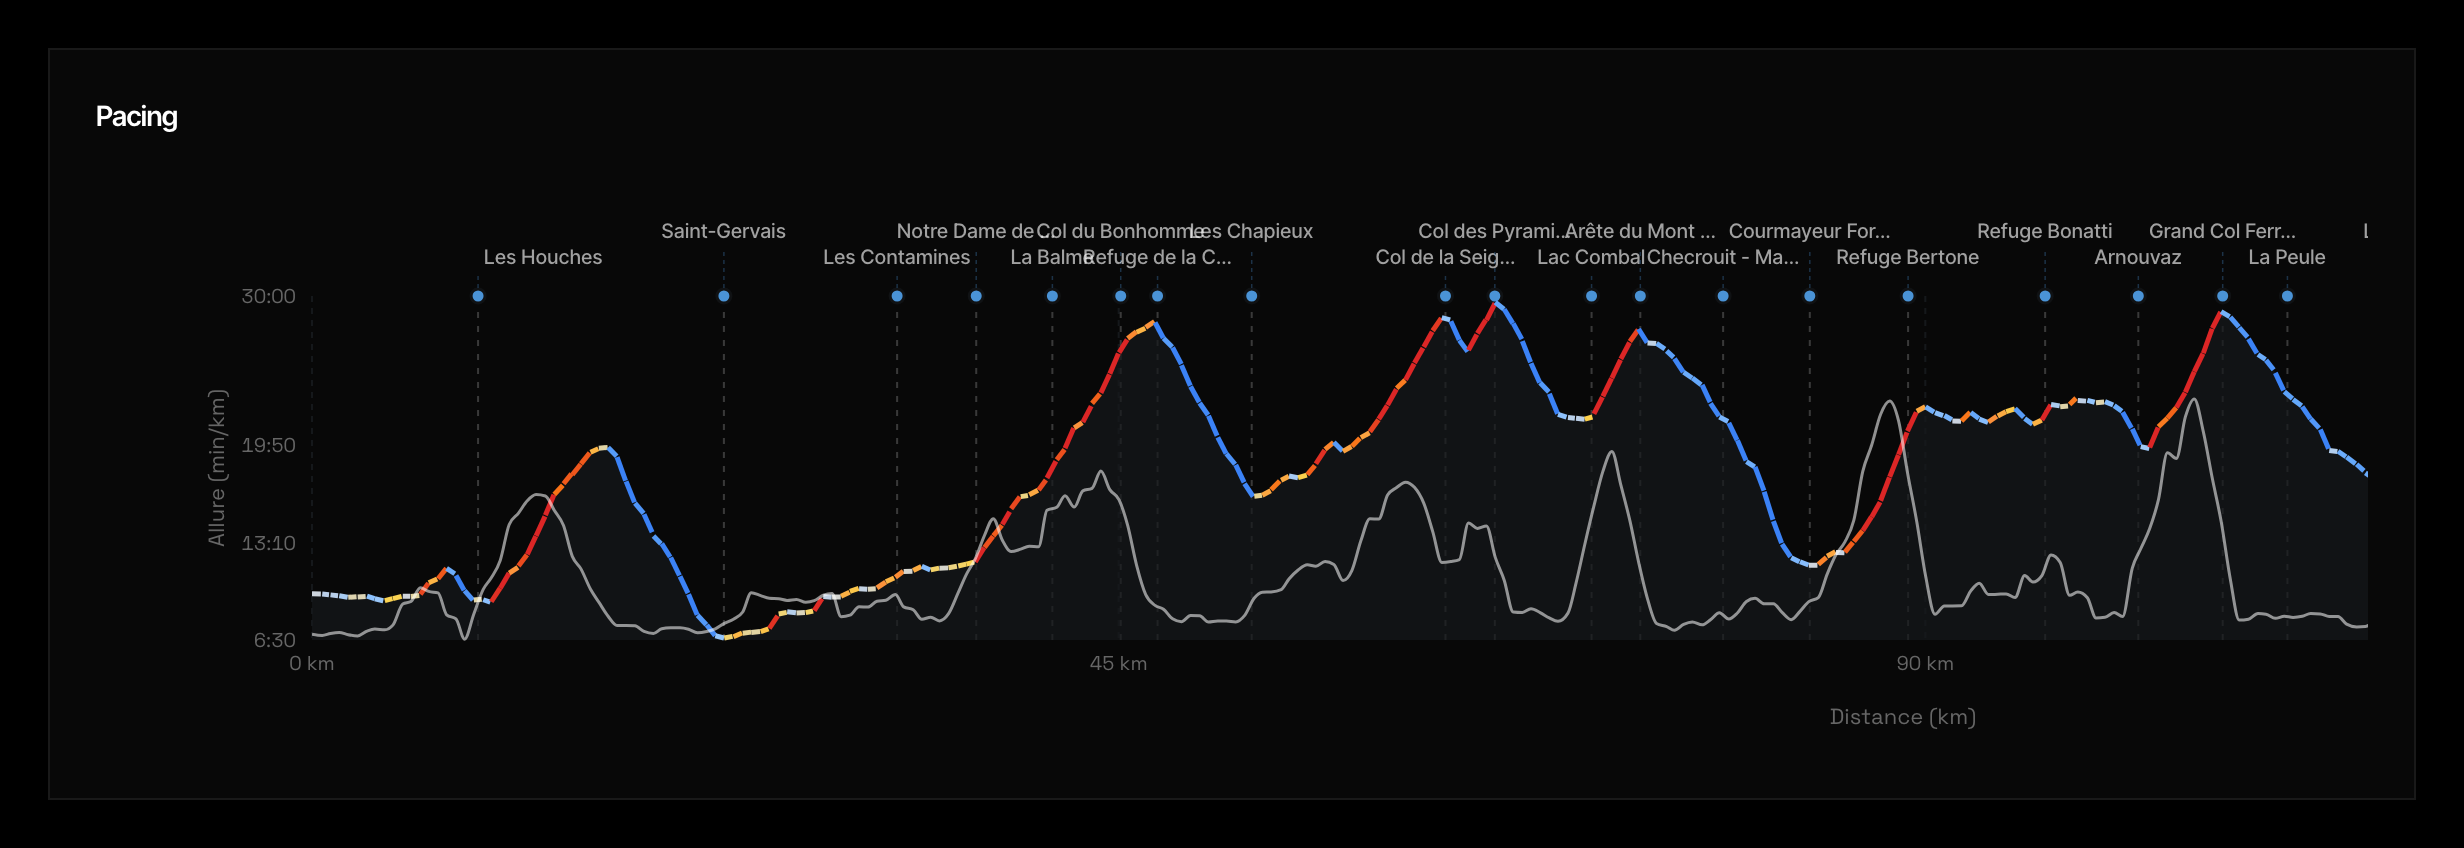 Pacing
Saint-Gervais
Notre Dame de ...
Col du Bonhomme
Les Chapieux
Col des Pyrami...
Arête du Mont ...
Courmayeur For...
Refuge Bonatti
Grand Col Ferr...
Les Houches
Les Contamines
La Balme
Refuge de la C...
Col de la Seig...
Lac Combal
Checrouit - Ma...
Refuge Bertone
Arnouvaz
La Peule
30:00
19:50
13:10
6:30
Allure (min/km)
0 km
45 km
90 km
Distance (km)